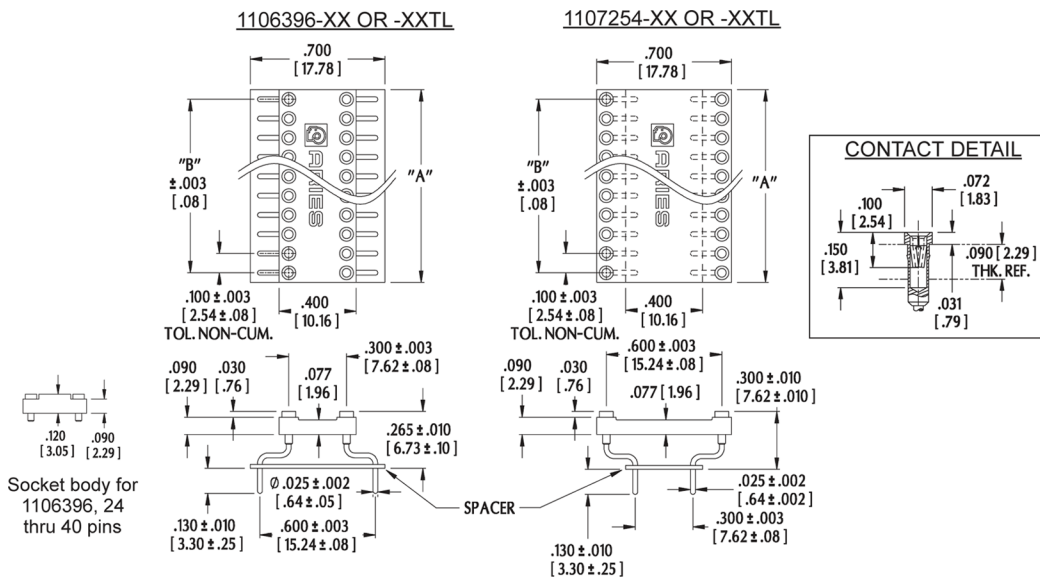 1106396-XX OR -XXTL
.700
[ 17.78 ]
"B"
±.003
[ .08 ]
"A"
ARIES
.100 ±.003
[ 2.54 ±.08 ]
TOL. NON-CUM.
.400
[ 10.16 ]
1107254-XX OR -XXTL
.700
[ 17.78 ]
"B"
±.003
[ .08 ]
"A"
ARIES
.100 ±.003
[ 2.54 ±.08 ]
TOL. NON-CUM.
.400
[ 10.16 ]
CONTACT DETAIL
.072
[ 1.83 ]
.100
[ 2.54 ]
.150
[ 3.81 ]
.090 [ 2.29 ]
THK. REF.
.031
[ .79 ]
.120
[ 3.05 ]
.090
[ 2.29 ]
Socket body for
1106396, 24
thru 40 pins
.090
[ 2.29 ]
.030
[ .76 ]
.077
[ 1.96 ]
.300 ±.003
[ 7.62 ±.08 ]
.265 ±.010
[ 6.73 ±.10 ]
Ø .025 ±.002
[ .64 ±.05 ]
.130 ±.010
[ 3.30 ±.25 ]
.600 ±.003
[ 15.24 ±.08 ]
SPACER
.090
[ 2.29 ]
.030
[ .76 ]
.600 ±.003
[ 15.24 ±.08 ]
.077 [ 1.96 ]
.300 ±.010
[ 7.62 ±.010 ]
.025 ±.002
[ .64 ±.002 ]
.300 ±.003
[ 7.62 ±.08 ]
.130 ±.010
[ 3.30 ±.25 ]